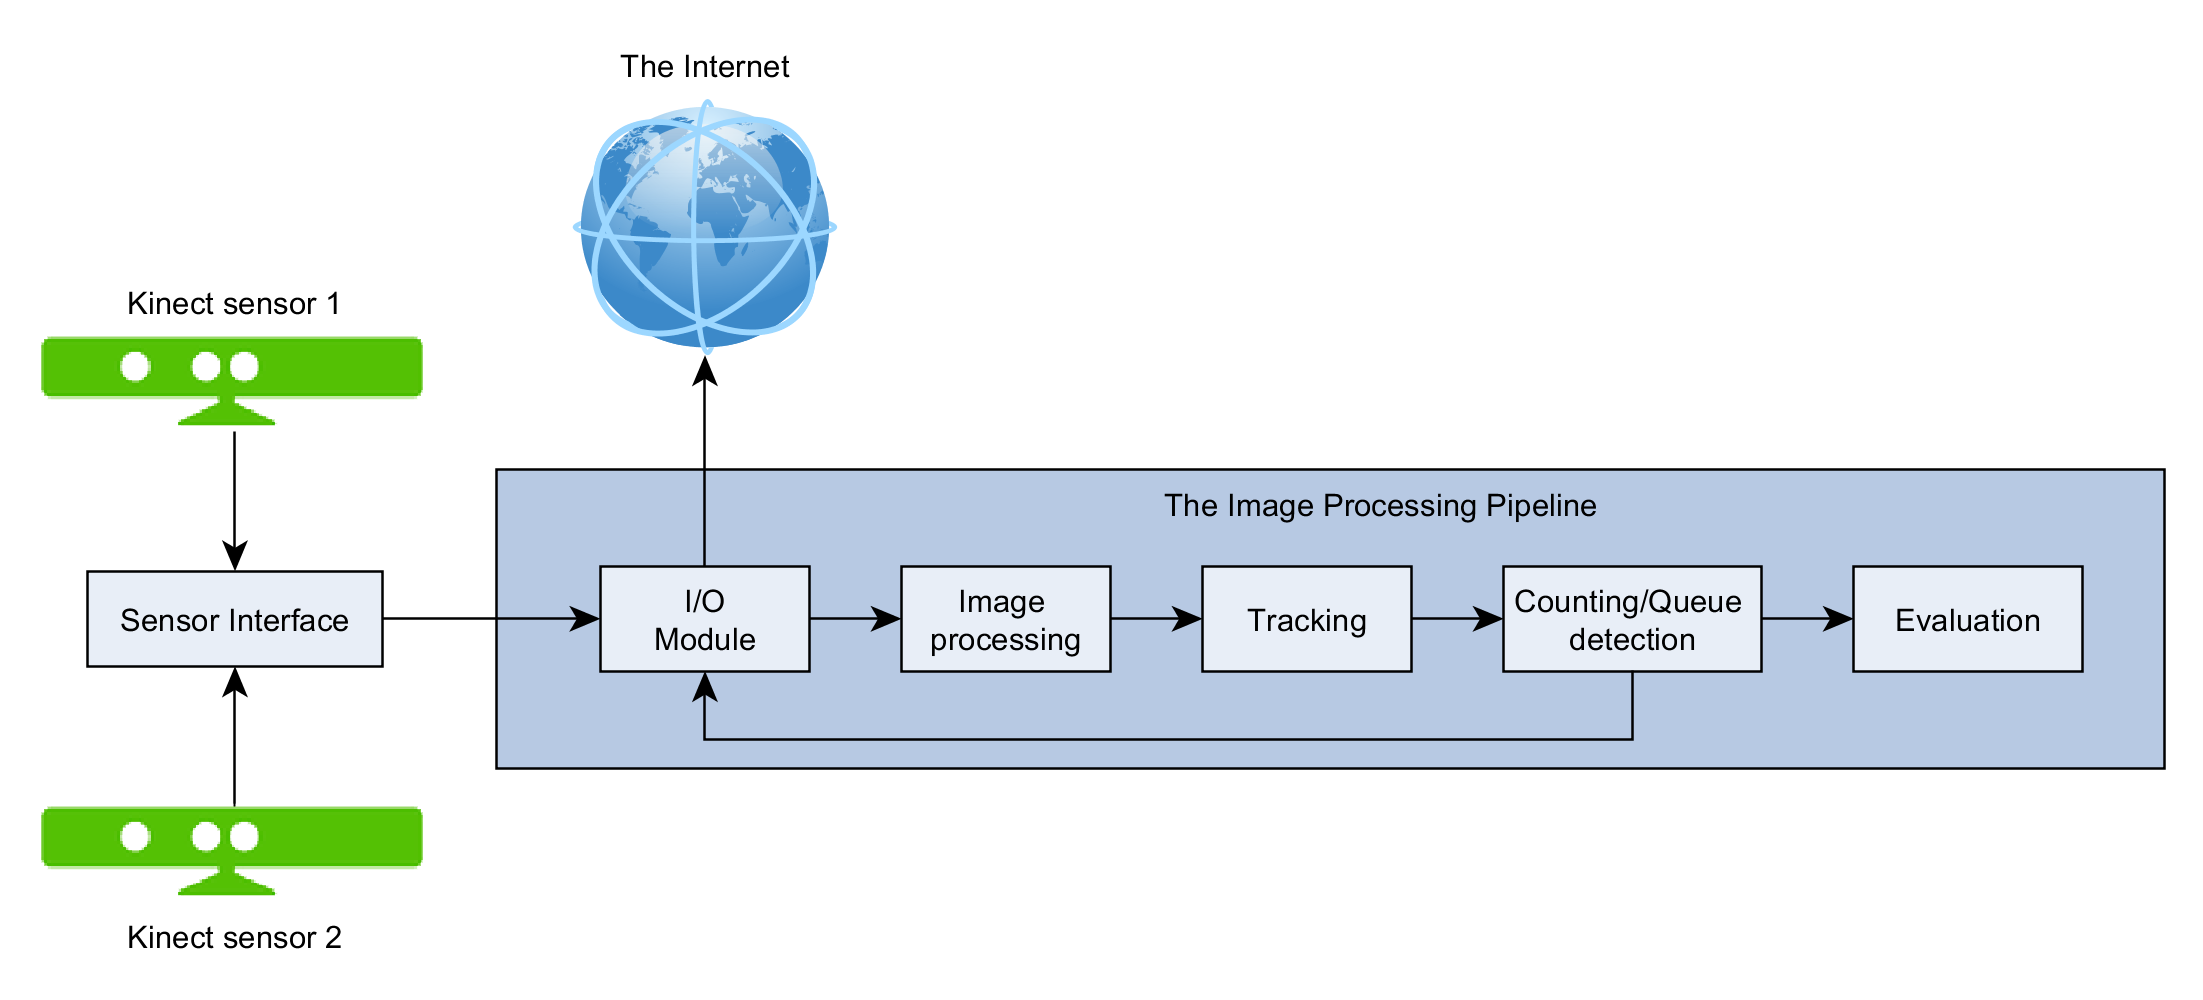 The Internet
Kinect sensor 1
The Image Processing Pipeline
Sensor Interface
I/O
Module
Image
processing
Tracking
Counting/Queue
detection
Evaluation
Kinect sensor 2